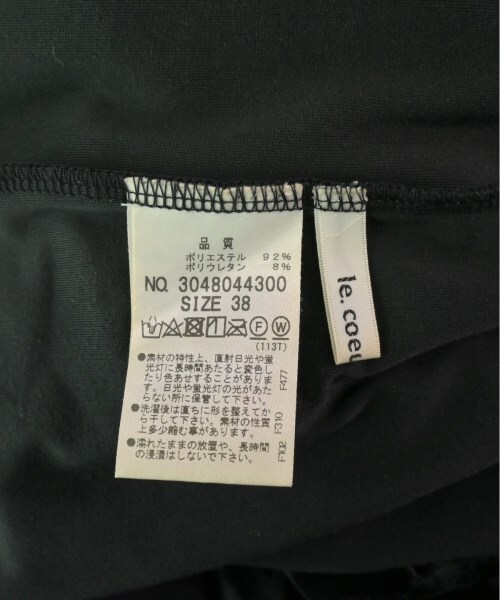 品質
ポリエステル 92%
ポリウレタン 8%
NO. 3048044300
SIZE 38
F W
(113T)
●素材の特性上、直射日光や蛍
光灯に長時間あたると変色し
たり色あせすることがありま
す。日光や蛍光灯の光があた
らない所に保管して下さい。
F477
●洗濯後は直ちに形を整えてか
ら干して下さい。素材の性質
上多少縮む事があります。
F310
●濡れたままの放置や、長時間
の浸漬はしないで下さい。
F102
le. coeu